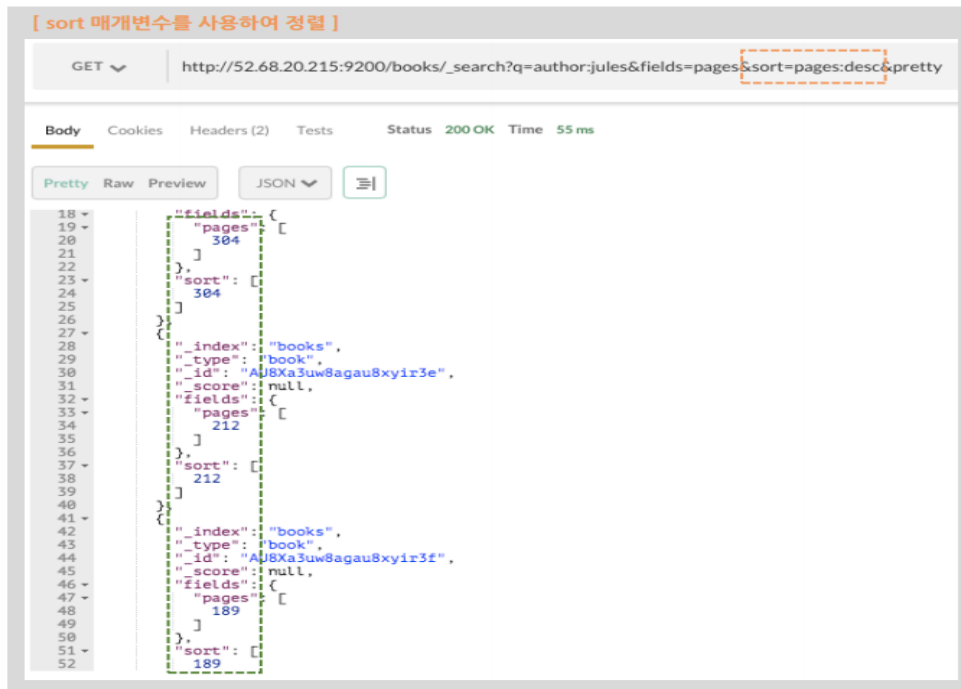 [ sort 매개변수를 사용하여 정렬 ]
GET http://52.68.20.215:9200/books/_search?q=author:jules&fields=pages&sort=pages:desc&pretty
Body Cookies Headers (2) Tests Status 200 OK Time 55 ms
Pretty Raw Preview JSON
18 "fields": {
19 "pages": [
20 304
21 ]
22 },
23 "sort": [
24 304
25 ]
26 },
27 {
28 "_index": "books",
29 "_type": "book",
30 "_id": "AU8Xa3uw8agau8xyir3e",
31 "_score": null,
32 "fields": {
33 "pages": [
34 212
35 ]
36 },
37 "sort": [
38 212
39 ]
40 },
41 {
42 "_index": "books",
43 "_type": "book",
44 "_id": "AU8Xa3uw8agau8xyir3f",
45 "_score": null,
46 "fields": {
47 "pages": [
48 189
49 ]
50 },
51 "sort": [
52 189